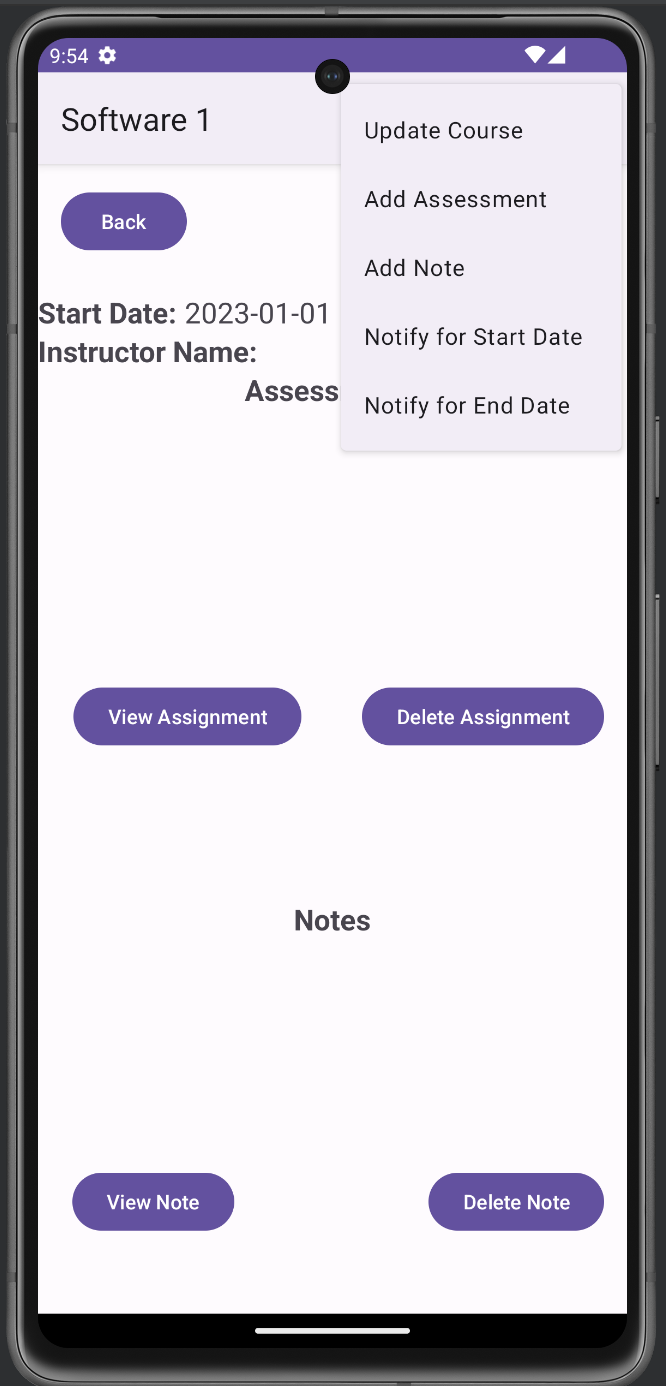 9:54
Software 1
Update Course
Add Assessment
Add Note
Notify for Start Date
Notify for End Date
Back
Start Date: 2023-01-01
Instructor Name:
Assess
View Assignment
Delete Assignment
Notes
View Note
Delete Note